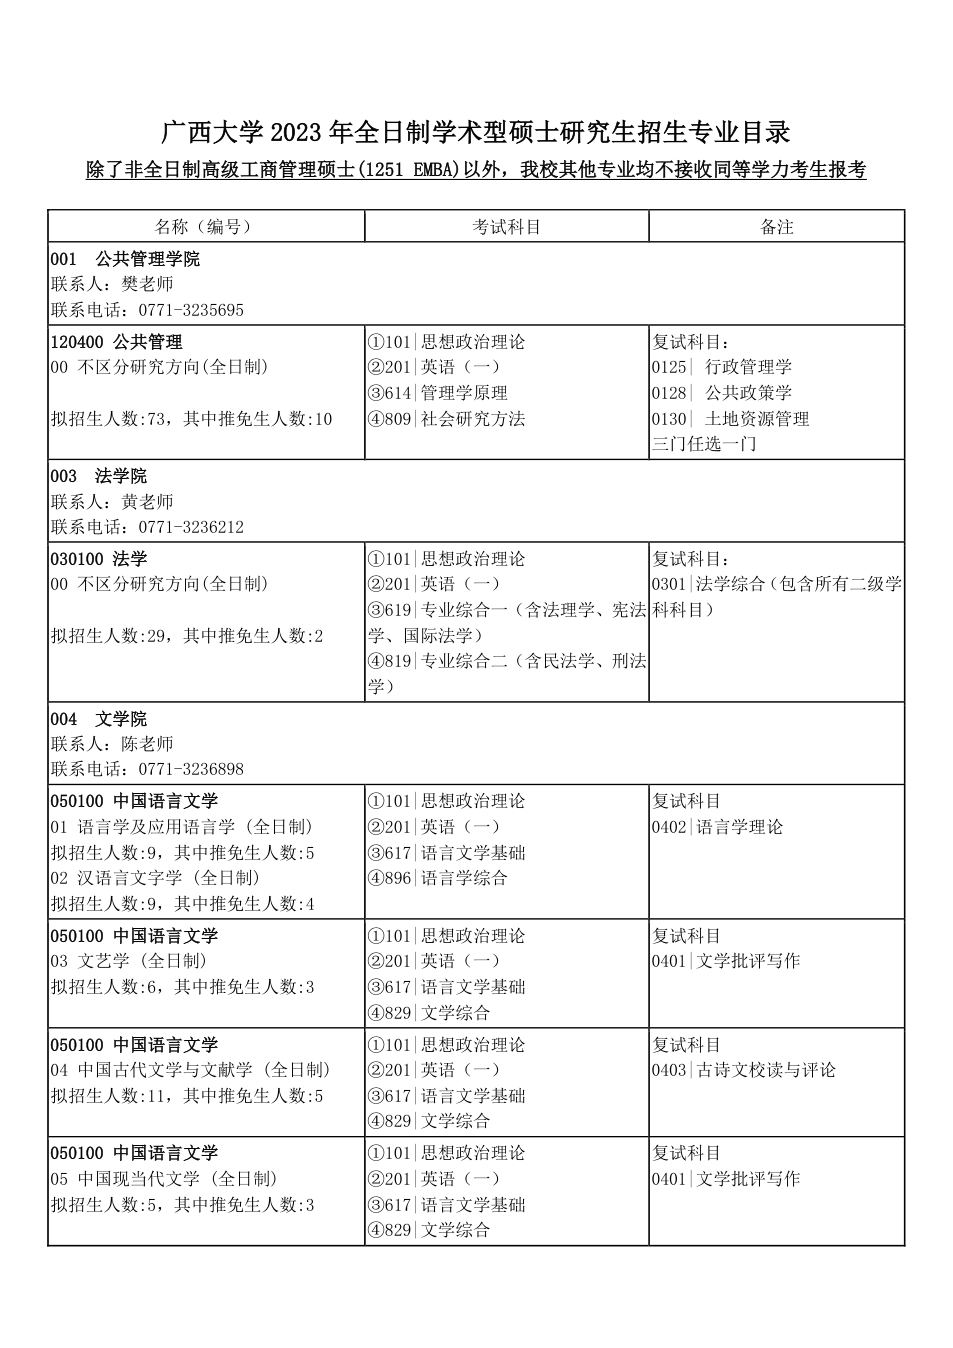 广西大学 2023 年全日制学术型硕士研究生招生专业目录
除了非全日制高级工商管理硕士(1251 EMBA)以外，我校其他专业均不接收同等学力考生报考
名称（编号） 考试科目 备注
001 公共管理学院
联系人：樊老师
联系电话：0771-3235695
120400 公共管理
00 不区分研究方向(全日制)
拟招生人数:73，其中推免生人数:10
①101|思想政治理论
②201|英语（一）
③614|管理学原理
④809|社会研究方法
复试科目：
0125| 行政管理学
0128| 公共政策学
0130| 土地资源管理
三门任选一门
003 法学院
联系人：黄老师
联系电话：0771-3236212
030100 法学
00 不区分研究方向(全日制)
拟招生人数:29，其中推免生人数:2
①101|思想政治理论
②201|英语（一）
③619|专业综合一（含法理学、宪法
学、国际法学）
④819|专业综合二（含民法学、刑法
学）
复试科目：
0301|法学综合（包含所有二级学
科科目）
004 文学院
联系人：陈老师
联系电话：0771-3236898
050100 中国语言文学
01 语言学及应用语言学 (全日制)
拟招生人数:9，其中推免生人数:5
02 汉语言文字学 (全日制)
拟招生人数:9，其中推免生人数:4
①101|思想政治理论
②201|英语（一）
③617|语言文学基础
④896|语言学综合
复试科目
0402|语言学理论
050100 中国语言文学
03 文艺学 (全日制)
拟招生人数:6，其中推免生人数:3
①101|思想政治理论
②201|英语（一）
③617|语言文学基础
④829|文学综合
复试科目
0401|文学批评写作
050100 中国语言文学
04 中国古代文学与文献学 (全日制)
拟招生人数:11，其中推免生人数:5
①101|思想政治理论
②201|英语（一）
③617|语言文学基础
④829|文学综合
复试科目
0403|古诗文校读与评论
050100 中国语言文学
05 中国现当代文学 (全日制)
拟招生人数:5，其中推免生人数:3
①101|思想政治理论
②201|英语（一）
③617|语言文学基础
④829|文学综合
复试科目
0401|文学批评写作